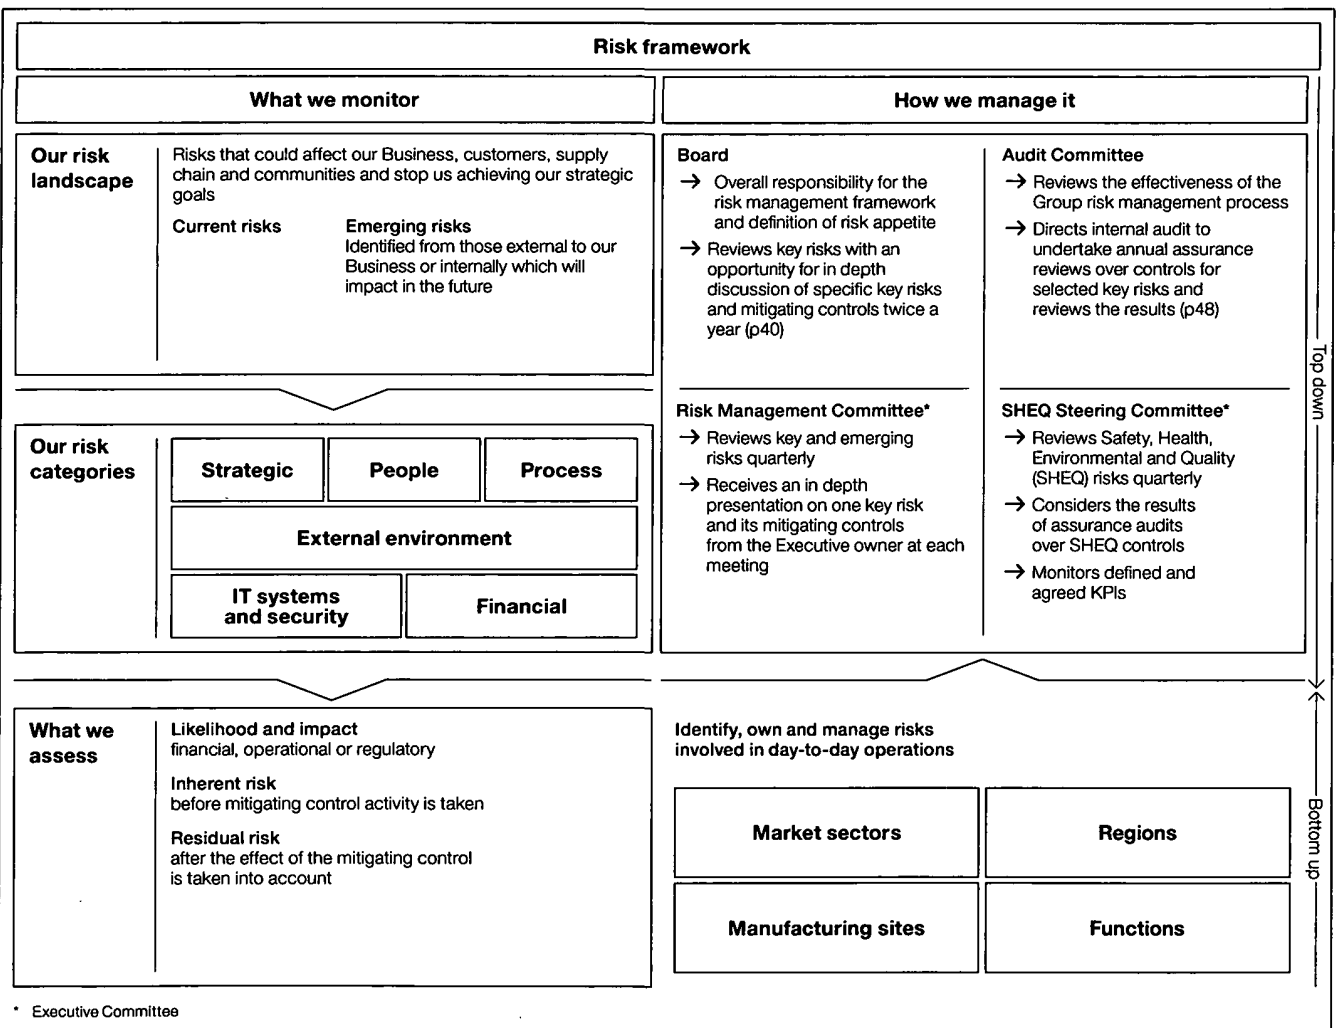 Risk framework
What we monitor
How we manage it
Our risk
landscape
Risks that could affect our Business, customers, supply
chain and communities and stop us achieving our strategic
goals
Current risks
Emerging risks
Identified from those external to our
Business or internally which will
impact in the future
Our risk
categories
Strategic
People
Process
External environment
IT systems
and security
Financial
What we
assess
Likelihood and impact
financial, operational or regulatory
Inherent risk
before mitigating control activity is taken
Residual risk
after the effect of the mitigating control
is taken into account
Board
→ Overall responsibility for the
risk management framework
and definition of risk appetite
→ Reviews key risks with an
opportunity for in depth
discussion of specific key risks
and mitigating controls twice a
year (p40)
Audit Committee
→ Reviews the effectiveness of the
Group risk management process
→ Directs internal audit to
undertake annual assurance
reviews over controls for
selected key risks and
reviews the results (p48)
Risk Management Committee*
→ Reviews key and emerging
risks quarterly
→ Receives an in depth
presentation on one key risk
and its mitigating controls
from the Executive owner at each
meeting
SHEQ Steering Committee*
→ Reviews Safety, Health,
Environmental and Quality
(SHEQ) risks quarterly
→ Considers the results
of assurance audits
over SHEQ controls
→ Monitors defined and
agreed KPIs
Top down
Identify, own and manage risks
involved in day-to-day operations
Market sectors
Regions
Manufacturing sites
Functions
Bottom up
* Executive Committee